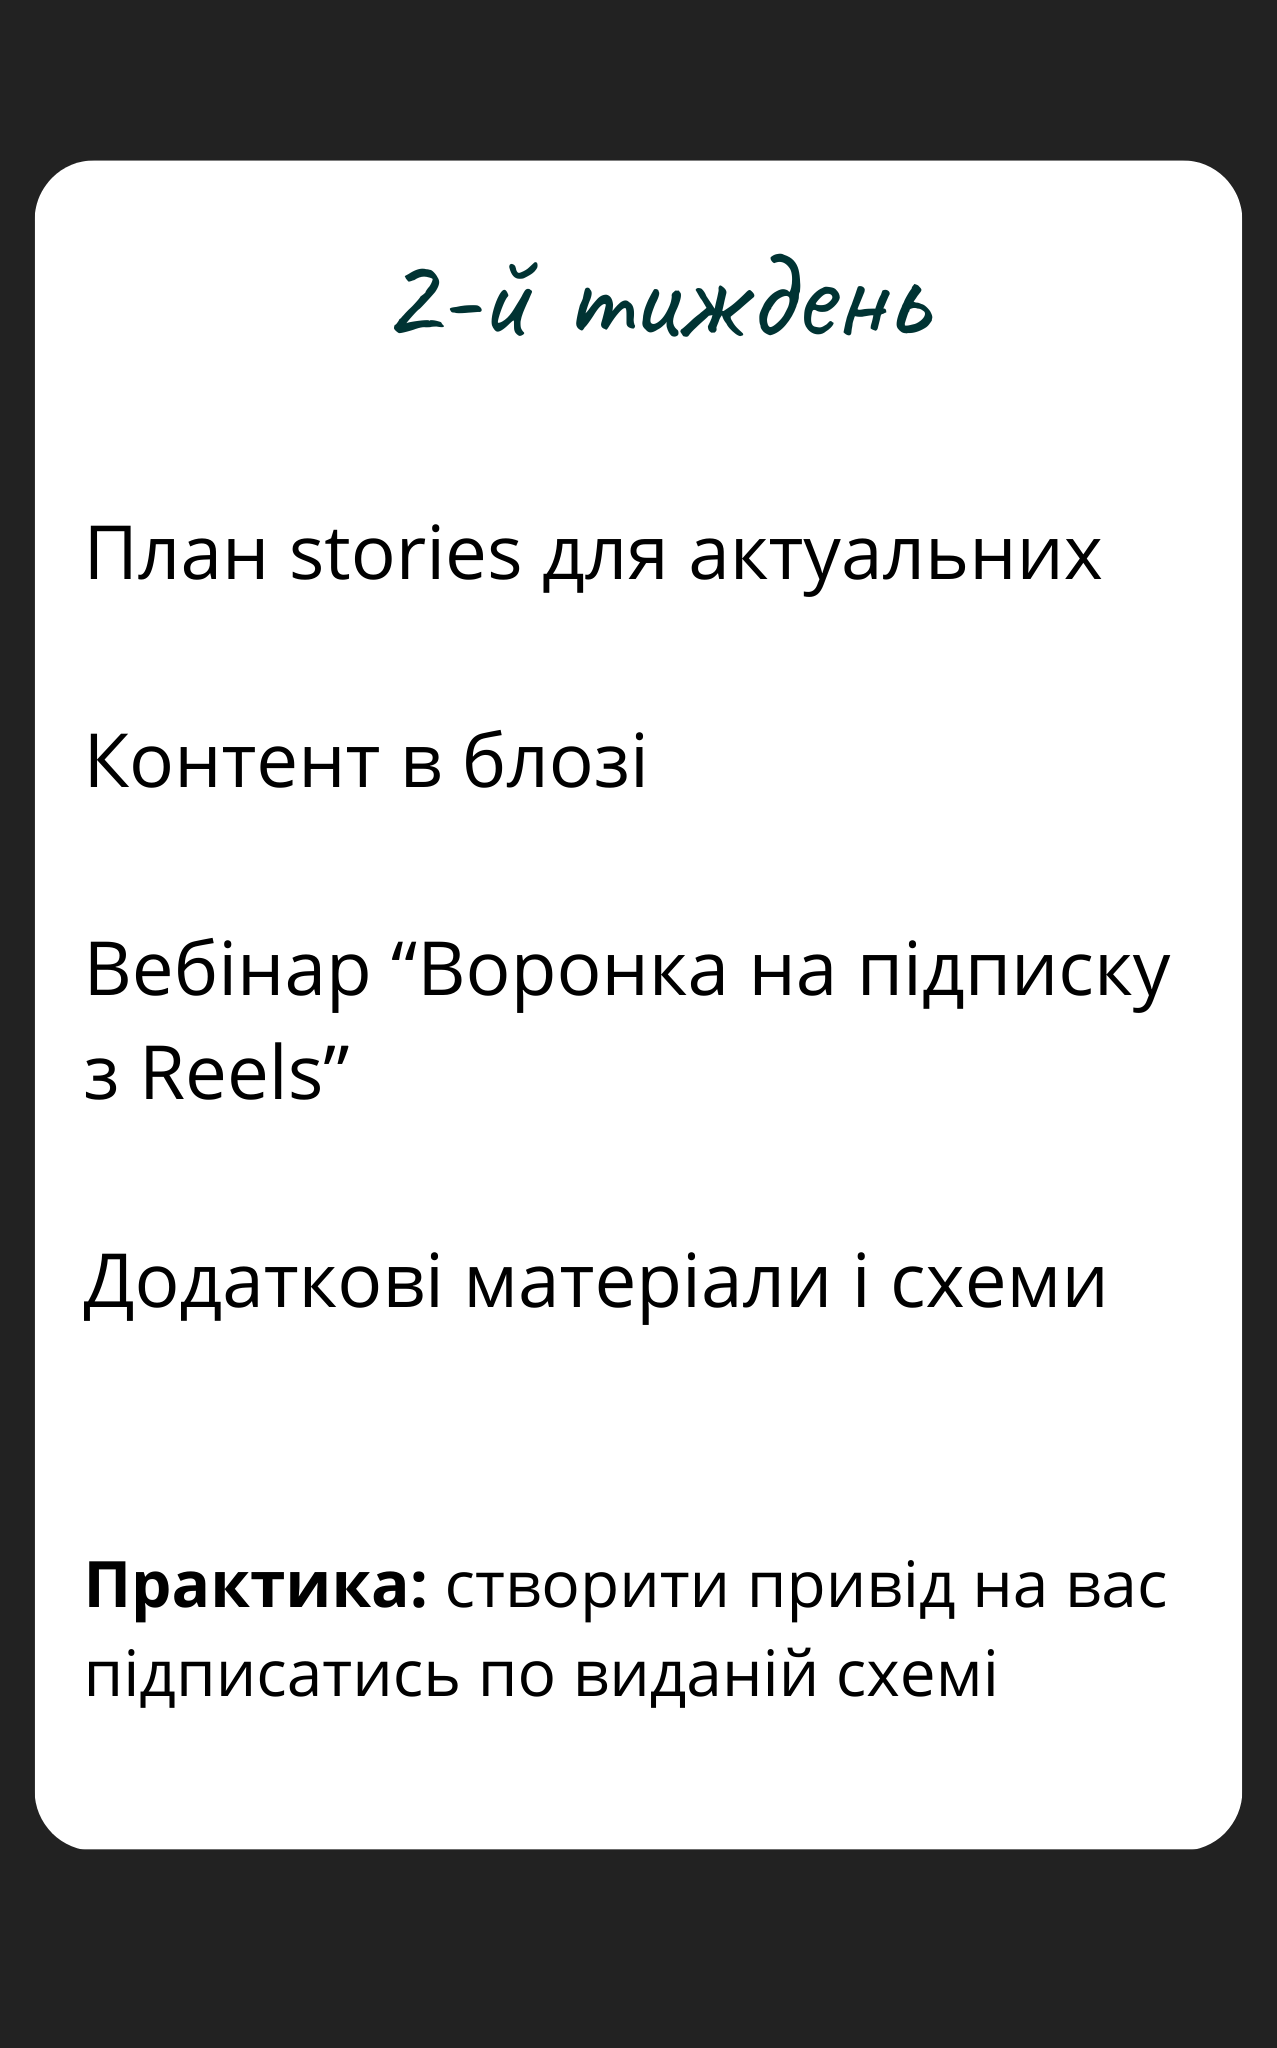 2-й тиждень
План stories для актуальних
Контент в блозі
Вебінар “Воронка на підписку
з Reels”
Додаткові матеріали і схеми
Практика: створити привід на вас
підписатись по виданій схемі